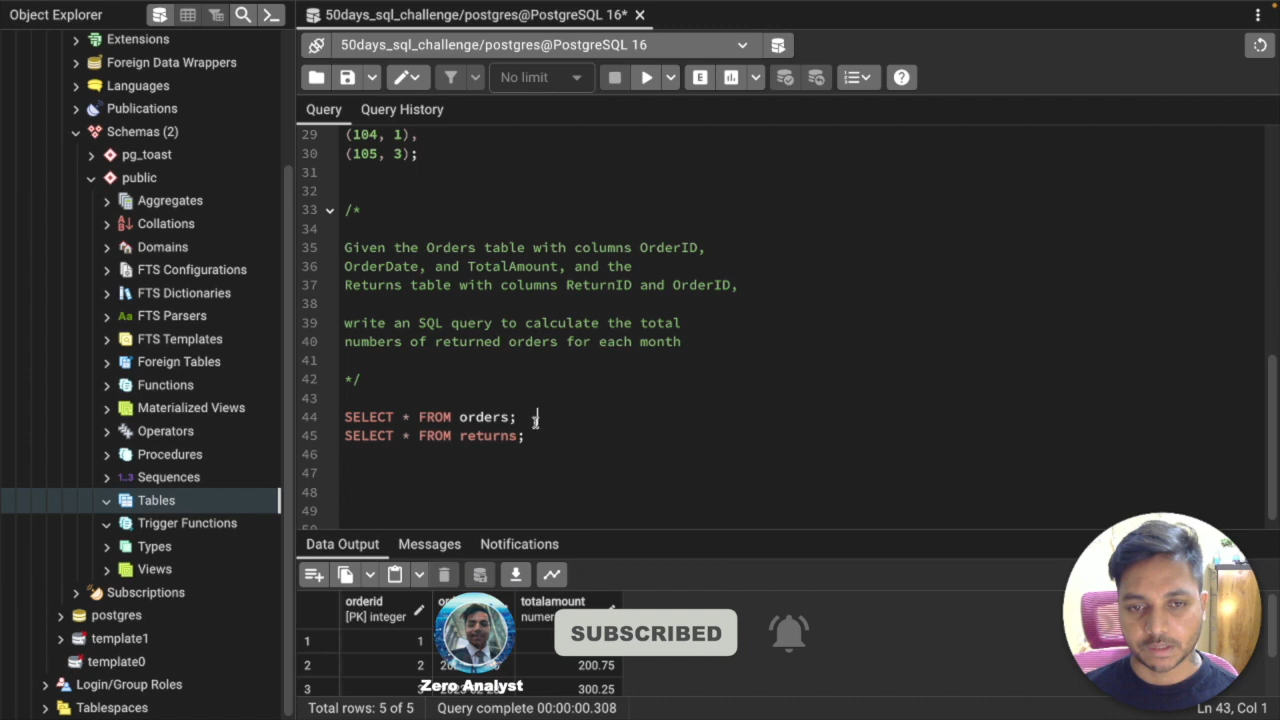 Object Explorer
50days_sql_challenge/postgres@PostgreSQL 16*
50days_sql_challenge/postgres@PostgreSQL 16
No limit
E
Query
Query History
Extensions
Foreign Data Wrappers
Languages
Publications
Schemas (2)
pg_toast
public
Aggregates
Collations
Domains
FTS Configurations
FTS Dictionaries
Aa FTS Parsers
FTS Templates
Foreign Tables
Functions
Materialized Views
Operators
Procedures
1..3 Sequences
Tables
Trigger Functions
Types
Views
Subscriptions
postgres
template1
template0
Login/Group Roles
Tablespaces
29 (104, 1),
30 (105, 3);
31
32
33 /*
34
35 Given the Orders table with columns OrderID,
36 OrderDate, and TotalAmount, and the
37 Returns table with columns ReturnID and OrderID,
38
39 write an SQL query to calculate the total
40 numbers of returned orders for each month
41
42 */
43
44 SELECT * FROM orders;
45 SELECT * FROM returns;
46
47
48
49
Data Output
Messages
Notifications
orderid
[PK] integer
totalamount
1 1
2 2 200.75
3 300.25
SUBSCRIBED
Zero Analyst
Total rows: 5 of 5
Query complete 00:00:00.308
Ln 43, Col 1